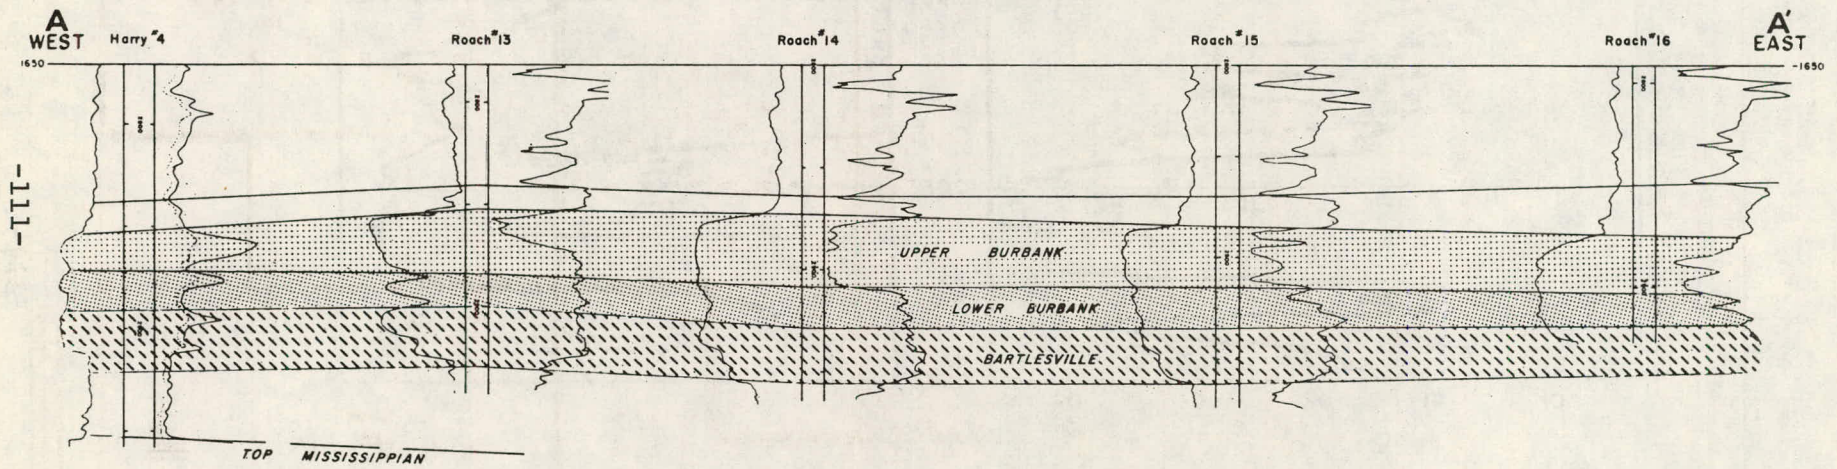 A
WEST
Harry #4
Roach #13
Roach #14
Roach #15
Roach #16
A'
EAST
1650
-1650
-111-
UPPER BURBANK
LOWER BURBANK
BARTLESVILLE
TOP MISSISSIPPIAN